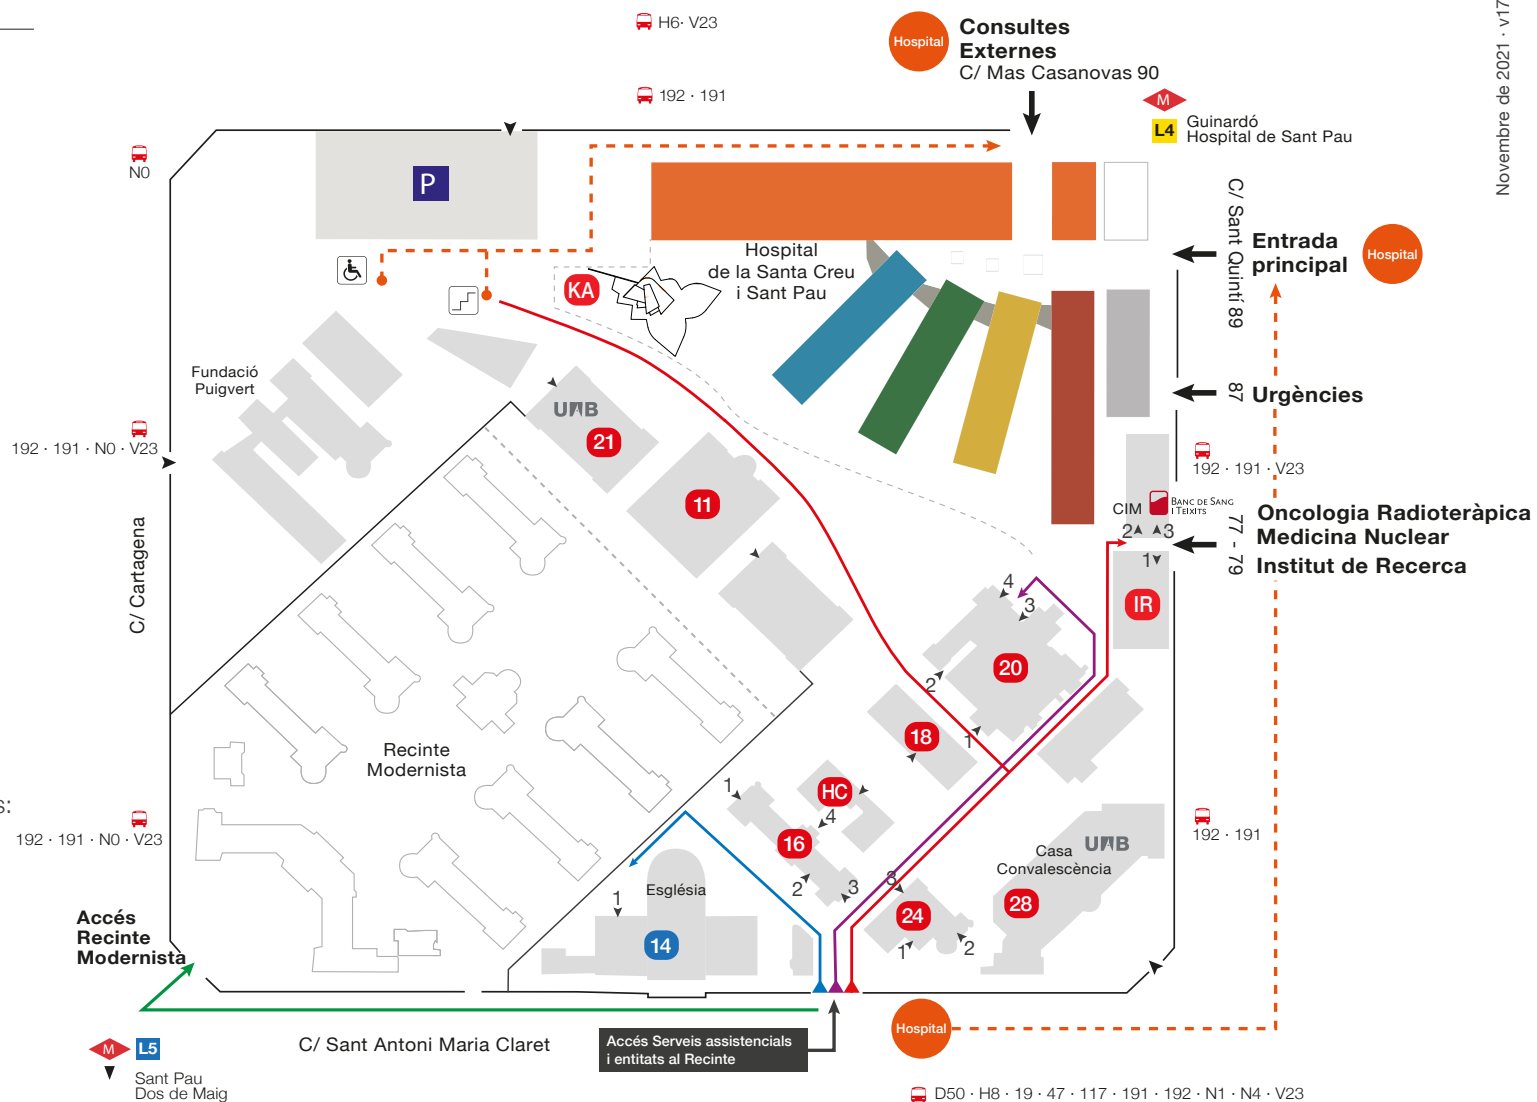 H6· V23
Hospital
Consultes
Externes
C/ Mas Casanovas 90
Novembre de 2021 · v17
192 · 191
M
L4
Guinardó
Hospital de Sant Pau
N0
P
C/ Sant Quintí 89
Entrada
principal
Hospital
Hospital
de la Santa Creu
i Sant Pau
KA
Fundació
Puigvert
87
Urgències
UAB
21
192 · 191 · N0 · V23
192 · 191 · V23
11
CIM
BANC DE SANG
I TEIXITS
2
3
1
77 - 79
Oncologia Radioteràpica
Medicina Nuclear
Institut de Recerca
C/ Cartagena
IR
4
3
20
2
1
18
Recinte
Modernista
HC
1
4
16
2
3
s:
192 · 191 · N0 · V23
192 · 191
Casa
Convalescència
UAB
28
3
24
1
2
Església
1
14
Accés
Recinte
Modernista
C/ Sant Antoni Maria Claret
Accés Serveis assistencials
i entitats al Recinte
Hospital
M
L5
Sant Pau
Dos de Maig
D50 · H8 · 19 · 47 · 117 · 191 · 192 · N1 · N4 · V23